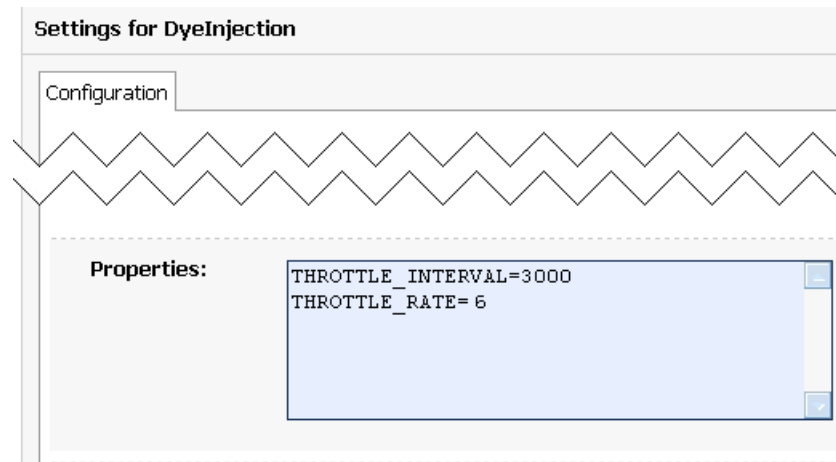 Settings for DyeInjection
Configuration
Properties:
THROTTLE_INTERVAL=3000
THROTTLE_RATE= 6